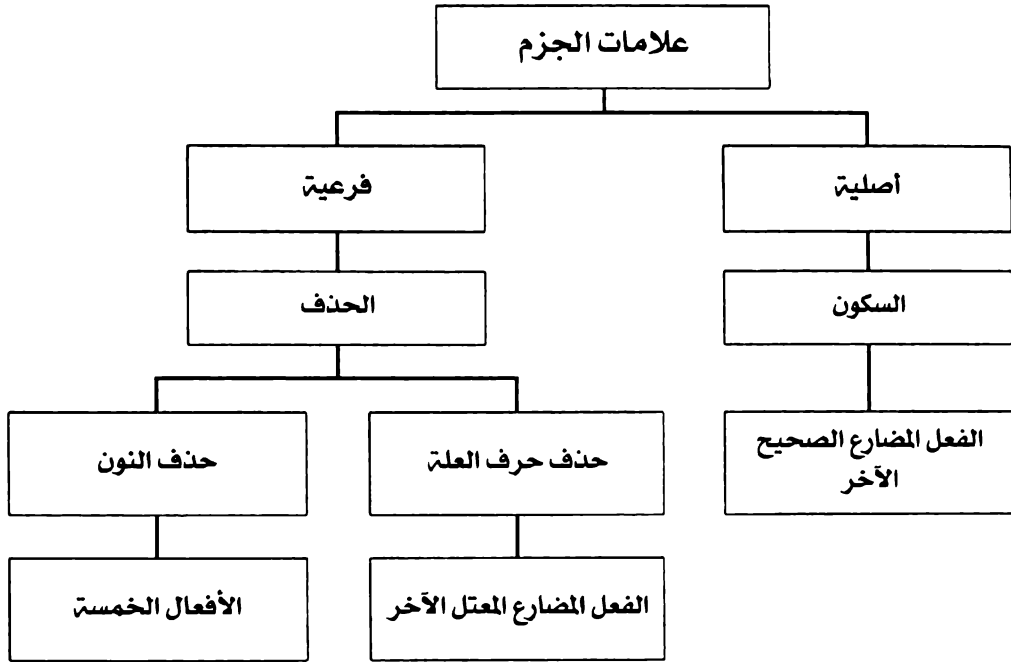 علامات الجزم
أصلية
فرعية
السكون
الحذف
الفعل المضارع الصحيح
الآخر
حذف حرف العلة
حذف النون
الفعل المضارع المعتل الآخر
الأفعال الخمسة